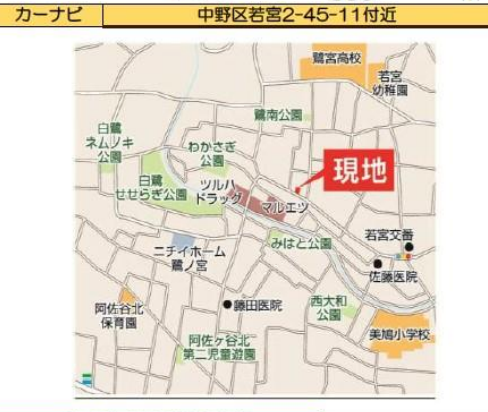 カーナビ
中野区若宮2-45-11付近
鷺宮高校
若宮
幼稚園
鷺南公園
白鷺
ネムノキ
公園
わかさぎ
公園
現地
白鷺
せせらぎ公園
ツルハ
ドラッグ
マルエツ
ニチイホーム
鷺ノ宮
みはと公園
若宮交番
佐藤医院
阿佐谷北
保育園
藤田医院
西大和
公園
阿佐ヶ谷北
第二児童遊園
美鳩小学校